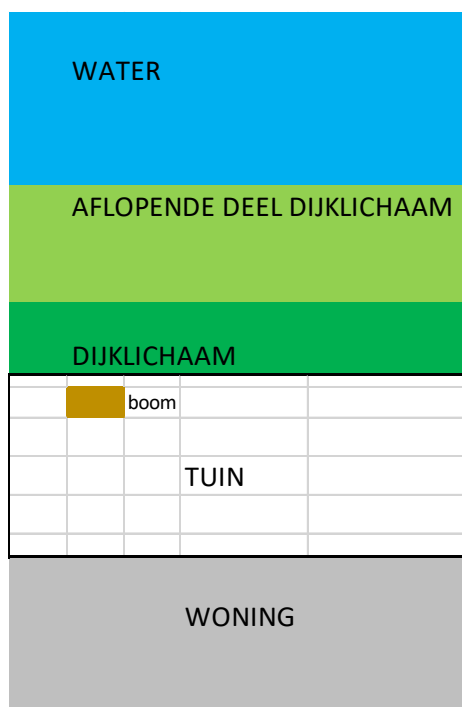 WATER
AFLOPENDE DEEL DIJKLICHAAM
DIJKLICHAAM
boom
TUIN
WONING